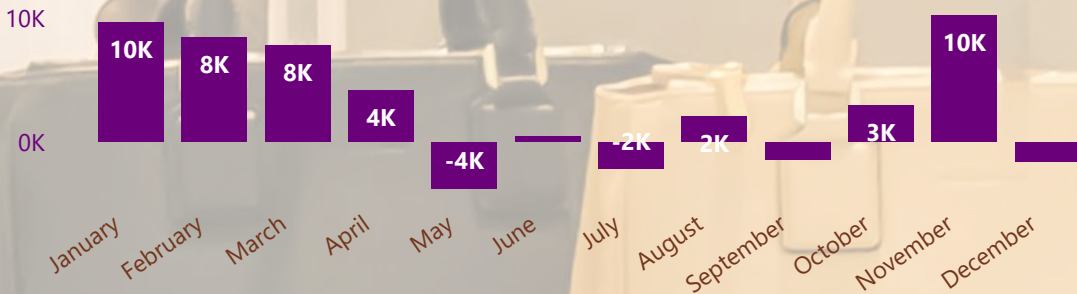 10K
0K
10K
8K
8K
4K
-4K
-2K
2K
3K
10K
January
February
March
April
May
June
July
August
September
October
November
December